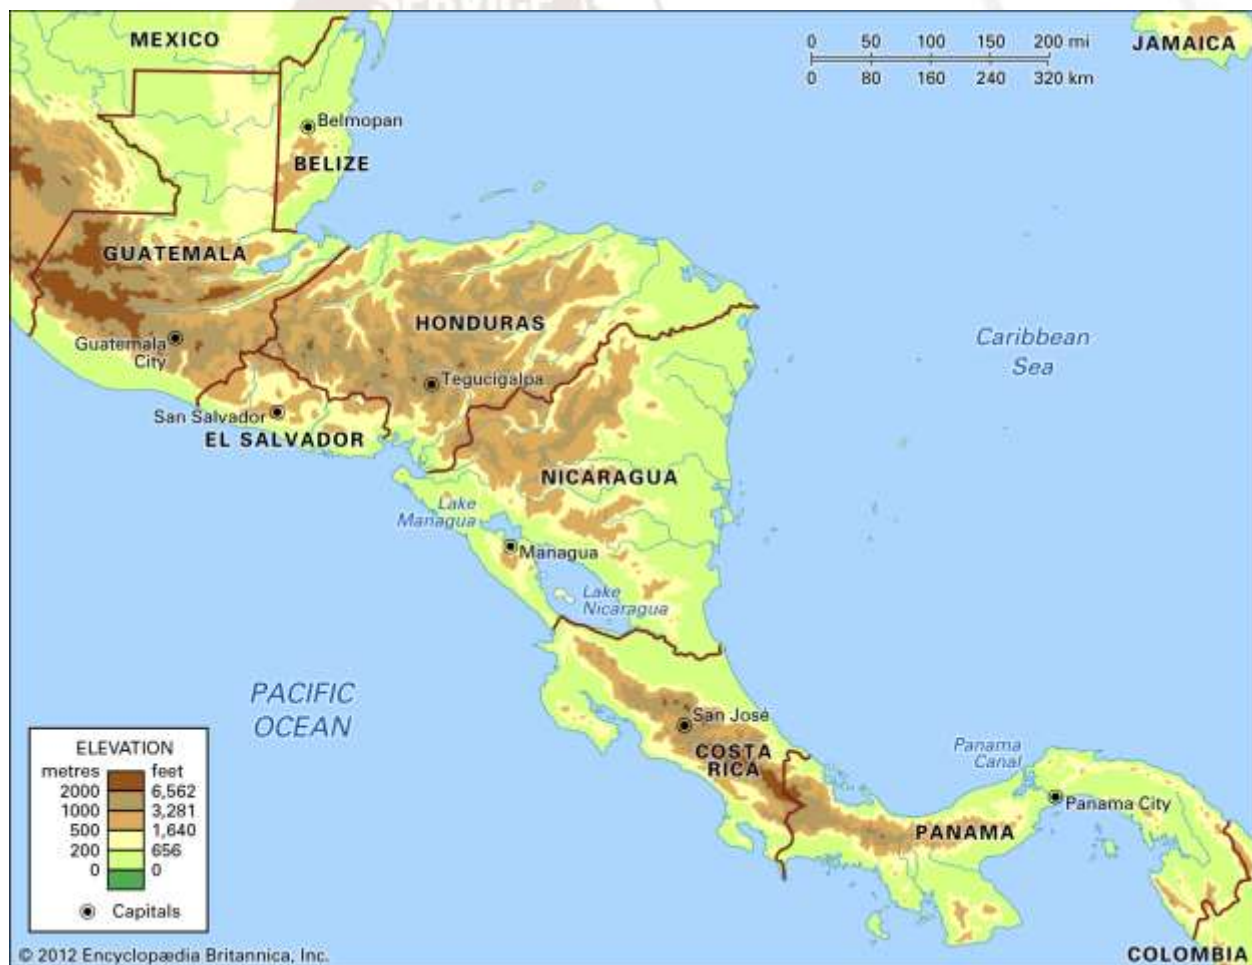 MEXICO
0 50 100 150 200 mi
0 80 160 240 320 km
JAMAICA
Belmopan
BELIZE
GUATEMALA
HONDURAS
Guatemala
City
Caribbean
Sea
Tegucigalpa
San Salvador
EL SALVADOR
NICARAGUA
Lake
Managua
Managua
Lake
Nicaragua
PACIFIC
OCEAN
San José
COSTA
RICA
Panama
Canal
Panama City
PANAMA
ELEVATION
metres feet
2000 6,562
1000 3,281
500 1,640
200 656
0 0
Capitals
COLOMBIA
© 2012 Encyclopædia Britannica, Inc.